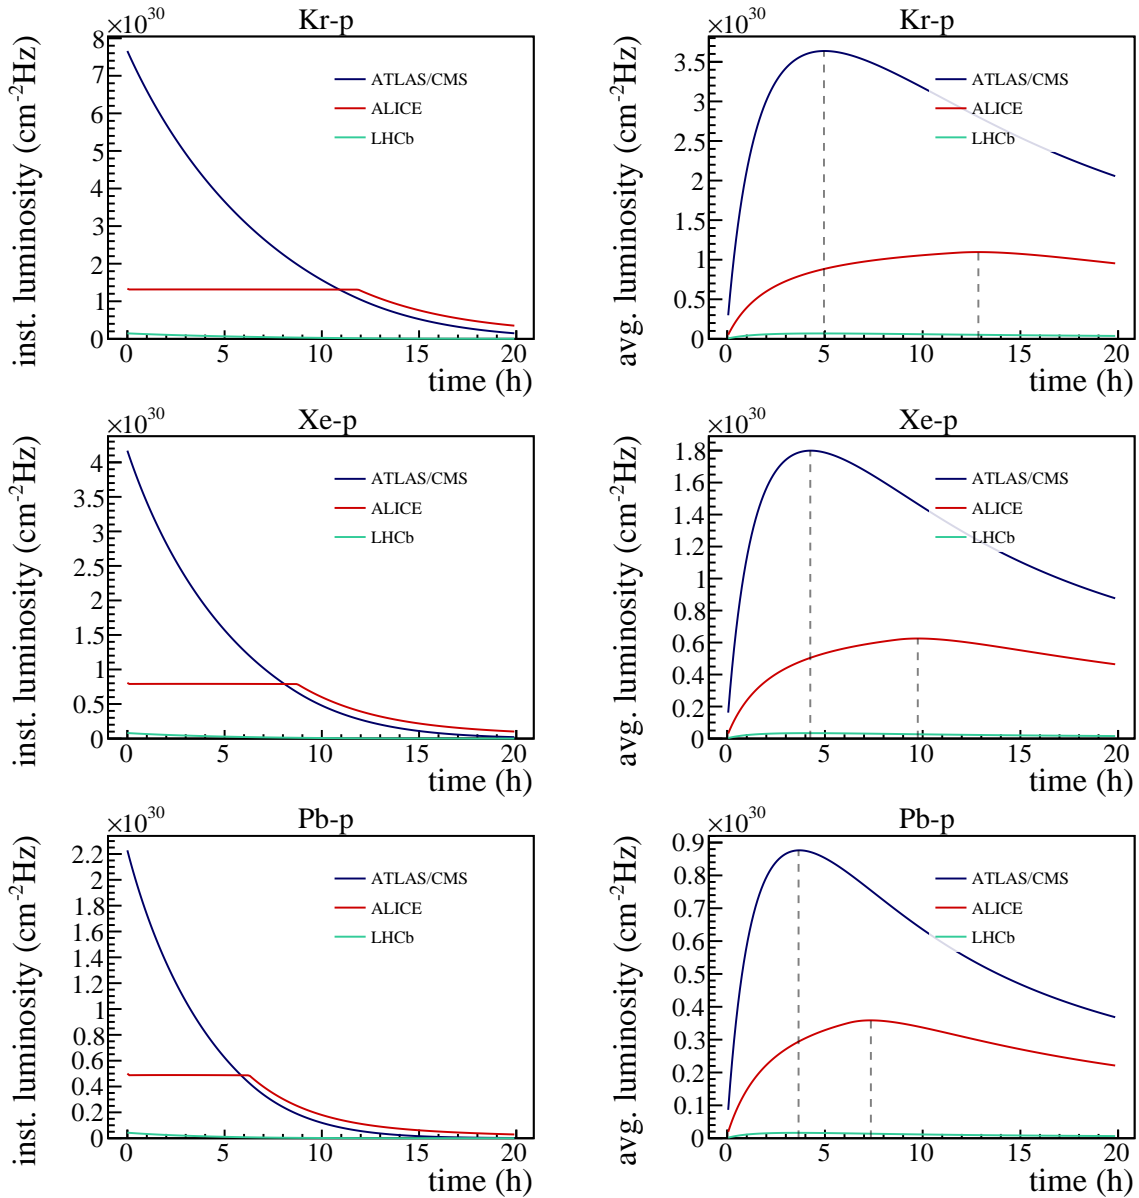 Kr-p
×10^30
inst. luminosity (cm^-2Hz)
8
7
6
5
4
3
2
1
0
ATLAS/CMS
ALICE
LHCb
0 5 10 15 20
time (h)
Kr-p
×10^30
avg. luminosity (cm^-2Hz)
3.5
3
2.5
2
1.5
1
0.5
0
ATLAS/CMS
ALICE
LHCb
0 5 10 15 20
time (h)
Xe-p
×10^30
inst. luminosity (cm^-2Hz)
4
3.5
3
2.5
2
1.5
1
0.5
0
ATLAS/CMS
ALICE
LHCb
0 5 10 15 20
time (h)
Xe-p
×10^30
avg. luminosity (cm^-2Hz)
1.8
1.6
1.4
1.2
1
0.8
0.6
0.4
0.2
0
ATLAS/CMS
ALICE
LHCb
0 5 10 15 20
time (h)
Pb-p
×10^30
inst. luminosity (cm^-2Hz)
2.2
2
1.8
1.6
1.4
1.2
1
0.8
0.6
0.4
0.2
0
ATLAS/CMS
ALICE
LHCb
0 5 10 15 20
time (h)
Pb-p
×10^30
avg. luminosity (cm^-2Hz)
0.9
0.8
0.7
0.6
0.5
0.4
0.3
0.2
0.1
0
ATLAS/CMS
ALICE
LHCb
0 5 10 15 20
time (h)